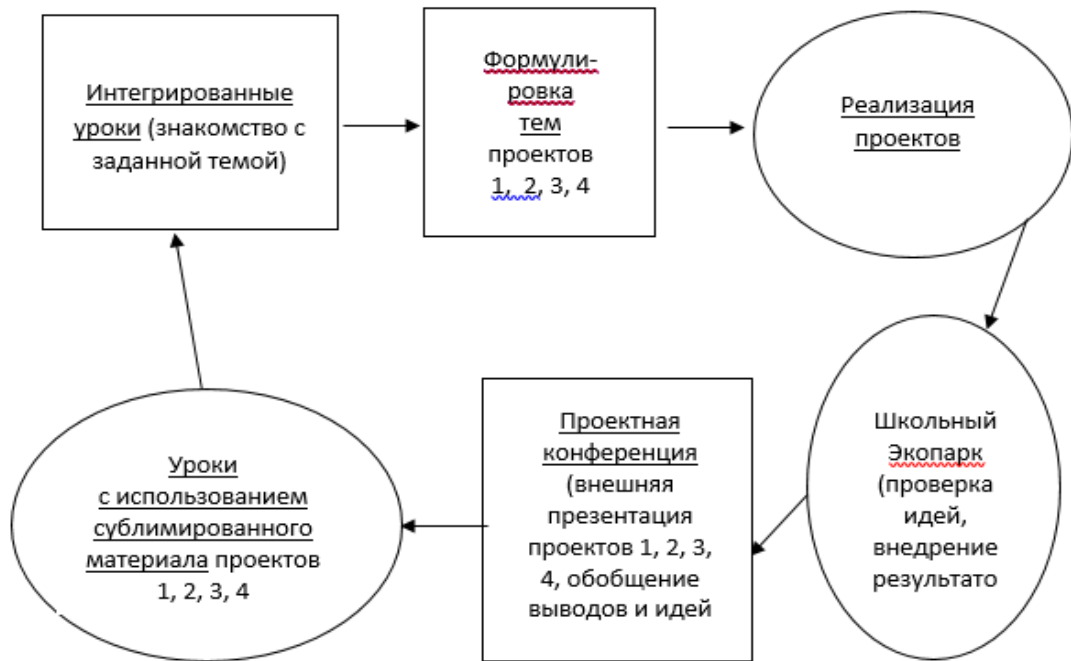 Интегрированные
уроки (знакомство с
заданной темой)
Формули-
ровка
тем
проектов
1, 2, 3, 4
Реализация
проектов
Школьный
Экопарк
(проверка
идей,
внедрение
результато
Проектная
конференция
(внешняя
презентация
проектов 1, 2, 3,
4, обобщение
выводов и идей
Уроки
с использованием
сублимированного
материала проектов
1, 2, 3, 4